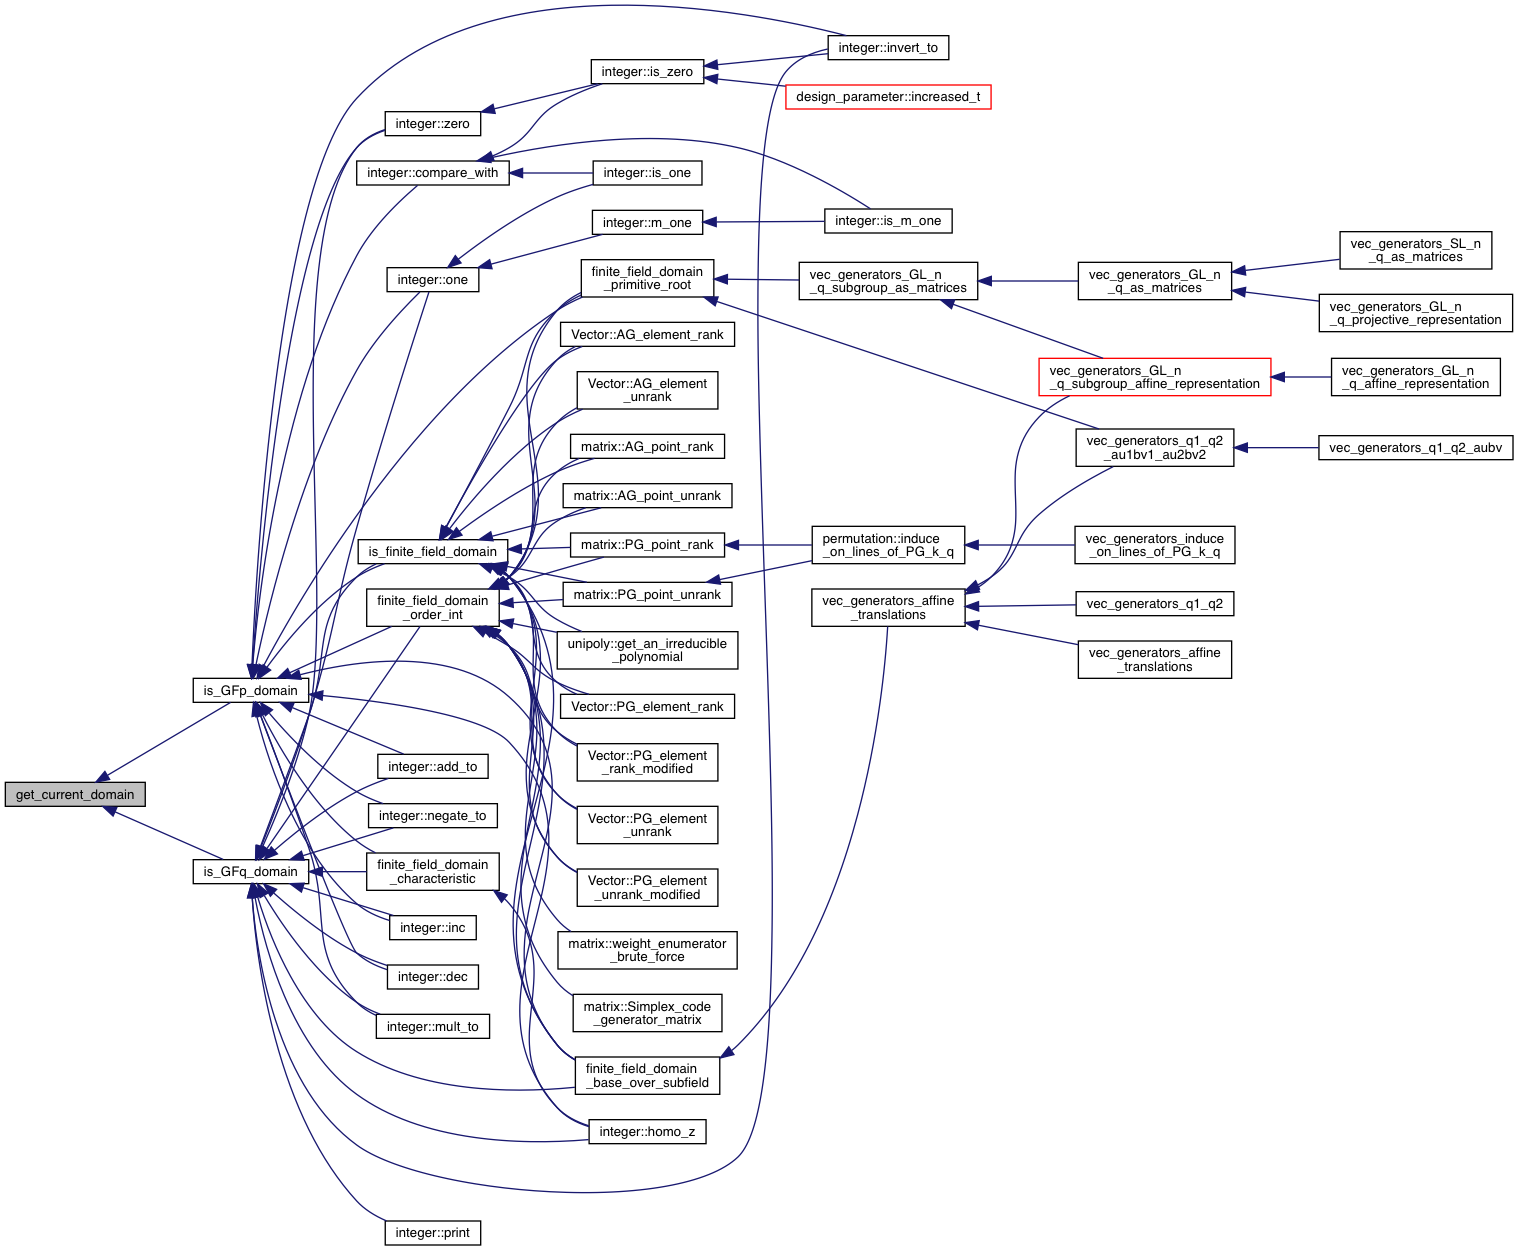 get_current_domain
is_GFp_domain
is_GFq_domain
integer::zero
integer::compare_with
integer::one
is_finite_field_domain
finite_field_domain
_order_int
integer::add_to
integer::negate_to
finite_field_domain
_characteristic
integer::inc
integer::dec
integer::mult_to
integer::print
integer::is_zero
integer::is_one
integer::m_one
finite_field_domain
_primitive_root
Vector::AG_element_rank
Vector::AG_element
_unrank
matrix::AG_point_rank
matrix::AG_point_unrank
matrix::PG_point_rank
matrix::PG_point_unrank
unipoly::get_an_irreducible
_polynomial
Vector::PG_element_rank
Vector::PG_element
_rank_modified
Vector::PG_element
_unrank
Vector::PG_element
_unrank_modified
matrix::weight_enumerator
_brute_force
matrix::Simplex_code
_generator_matrix
finite_field_domain
_base_over_subfield
integer::homo_z
integer::invert_to
design_parameter::increased_t
integer::is_m_one
vec_generators_GL_n
_q_subgroup_as_matrices
permutation::induce
_on_lines_of_PG_k_q
vec_generators_affine
_translations
vec_generators_GL_n
_q_as_matrices
vec_generators_GL_n
_q_subgroup_affine_representation
vec_generators_q1_q2
_au1bv1_au2bv2
vec_generators_induce
_on_lines_of_PG_k_q
vec_generators_q1_q2
vec_generators_affine
_translations
vec_generators_SL_n
_q_as_matrices
vec_generators_GL_n
_q_projective_representation
vec_generators_GL_n
_q_affine_representation
vec_generators_q1_q2_aubv